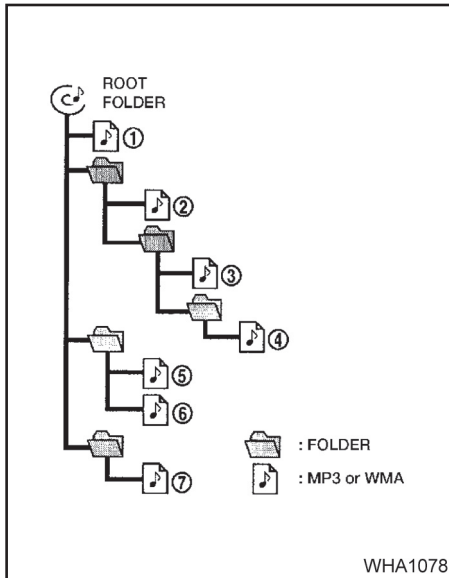 ROOT
FOLDER
①
②
③
④
⑤
⑥
⑦
: FOLDER
: MP3 or WMA
WHA1078